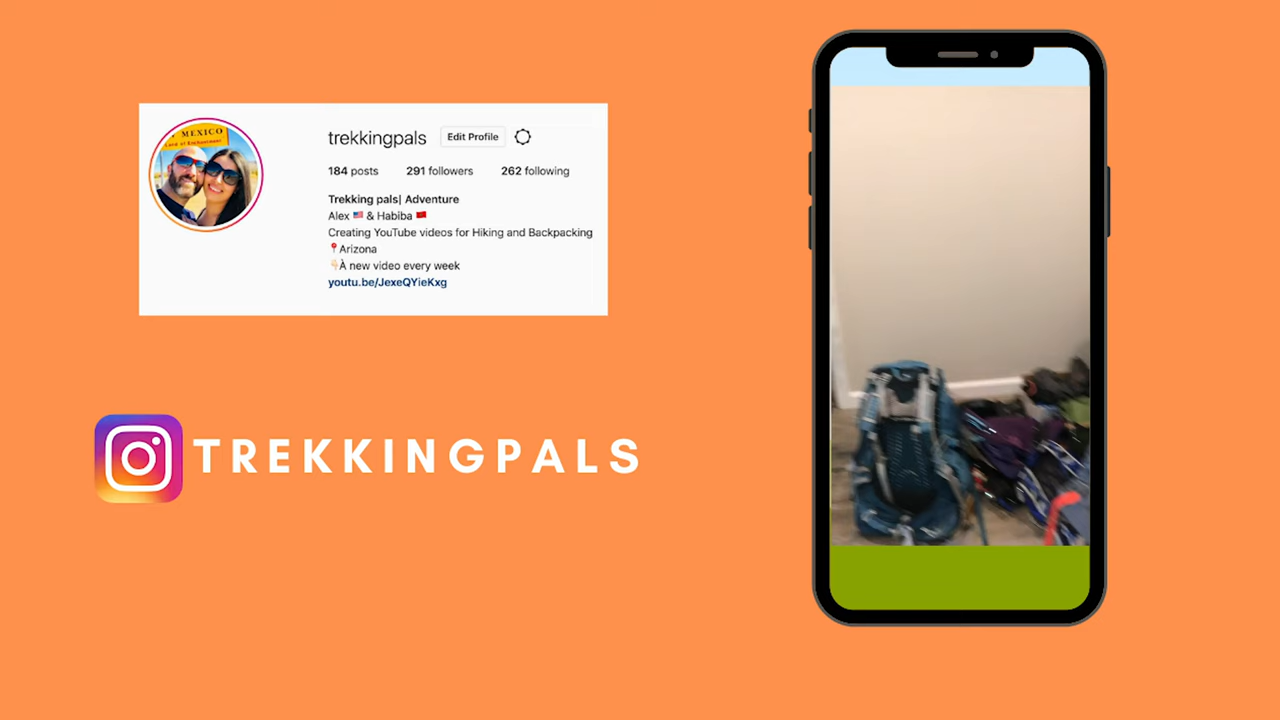 MEXICO
Land of Enchantment
trekkingpals
Edit Profile
184 posts
291 followers
262 following
Trekking pals| Adventure
Alex 🇺🇸 & Habiba 🇲🇦
Creating YouTube videos for Hiking and Backpacking
📍Arizona
👇🏻À new video every week
youtu.be/JexeQYieKxg
TREKKINGPALS